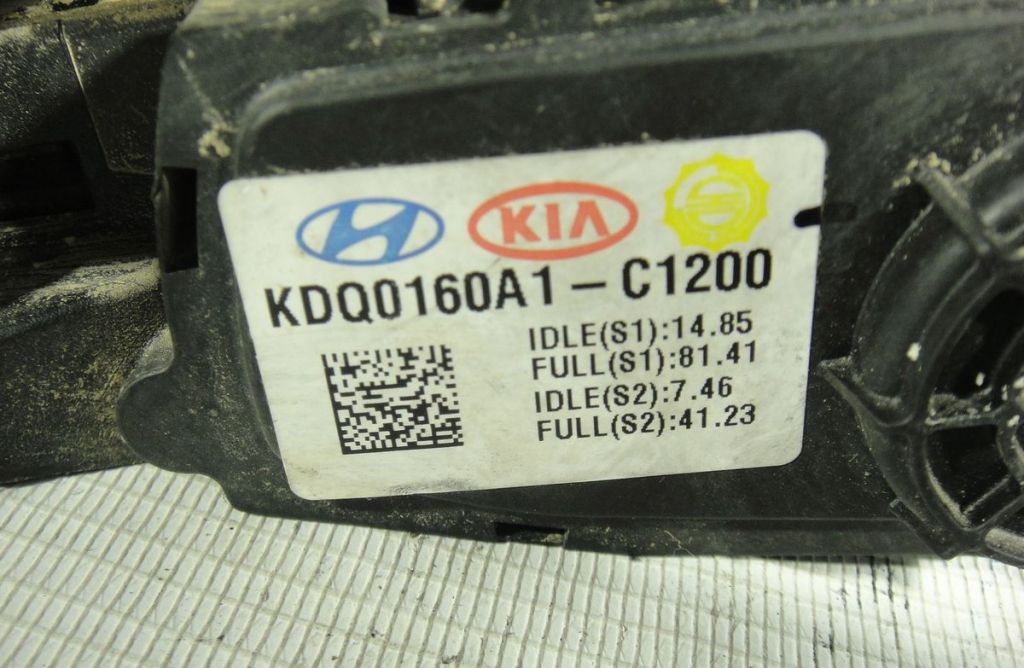 KIA
KDQ0160A1-C1200
IDLE(S1):14.85
FULL(S1):81.41
IDLE(S2):7.46
FULL(S2):41.23